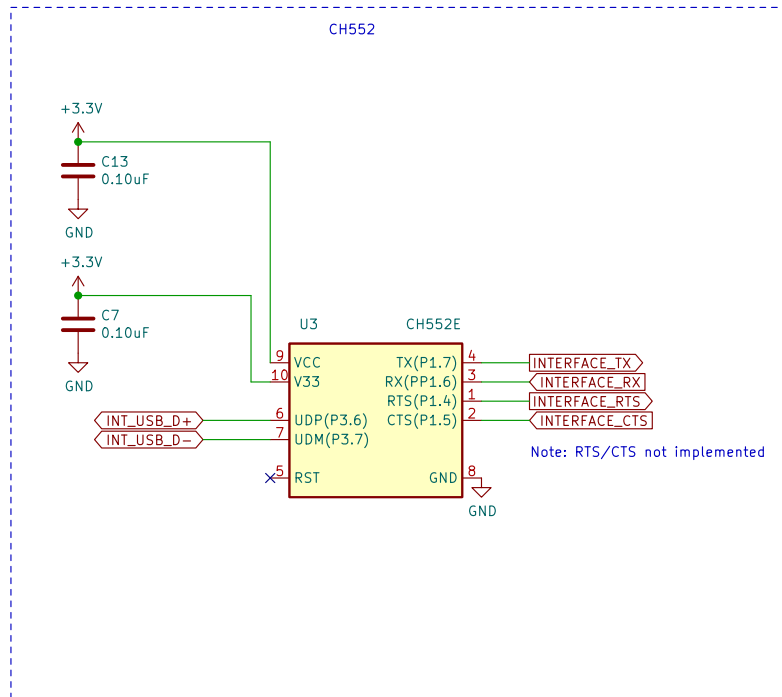 CH552
+3.3V
C13
0.10uF
GND
+3.3V
C7
0.10uF
GND
U3
CH552E
9 VCC
10 V33
6 UDP(P3.6)
7 UDM(P3.7)
5 RST
TX(P1.7) 4
RX(PP1.6) 3
RTS(P1.4) 1
CTS(P1.5) 2
GND 8
INT_USB_D+
INT_USB_D-
INTERFACE_TX
INTERFACE_RX
INTERFACE_RTS
INTERFACE_CTS
Note: RTS/CTS not implemented
GND